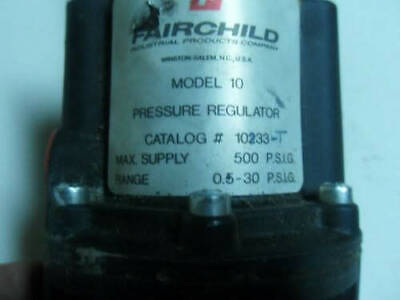 FAIRCHILD
INDUSTRIAL PRODUCTS COMPANY
WINSTON-SALEM, N.C., U.S.A.
MODEL 10
PRESSURE REGULATOR
CATALOG # 10233-T
MAX. SUPPLY 500 P.S.I.G.
RANGE 0.5-30 P.S.I.G.